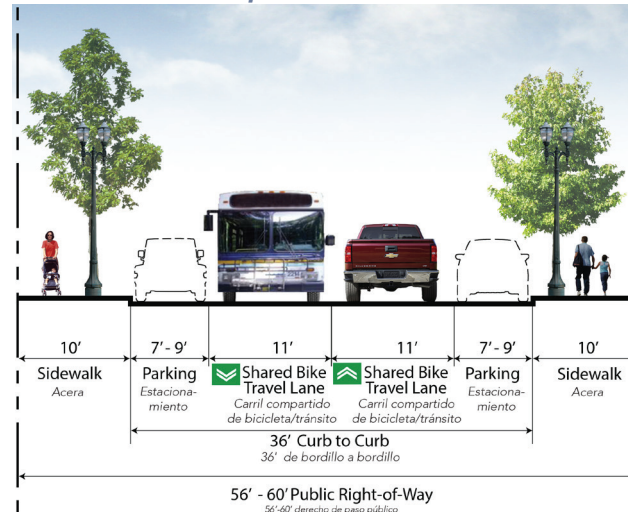 10’
7’ - 9’
11’
11’
7’ - 9’
10’
Sidewalk
Acera
Parking
Estaciona-
miento
Shared Bike
Travel Lane
Carril compartido
de bicicleta/tránsito
Shared Bike
Travel Lane
Carril compartido
de bicicleta/tránsito
Parking
Estaciona-
miento
Sidewalk
Acera
36’ Curb to Curb
36’ de bordillo a bordillo
56’ - 60’ Public Right-of-Way
56’-60’ derecho de paso público